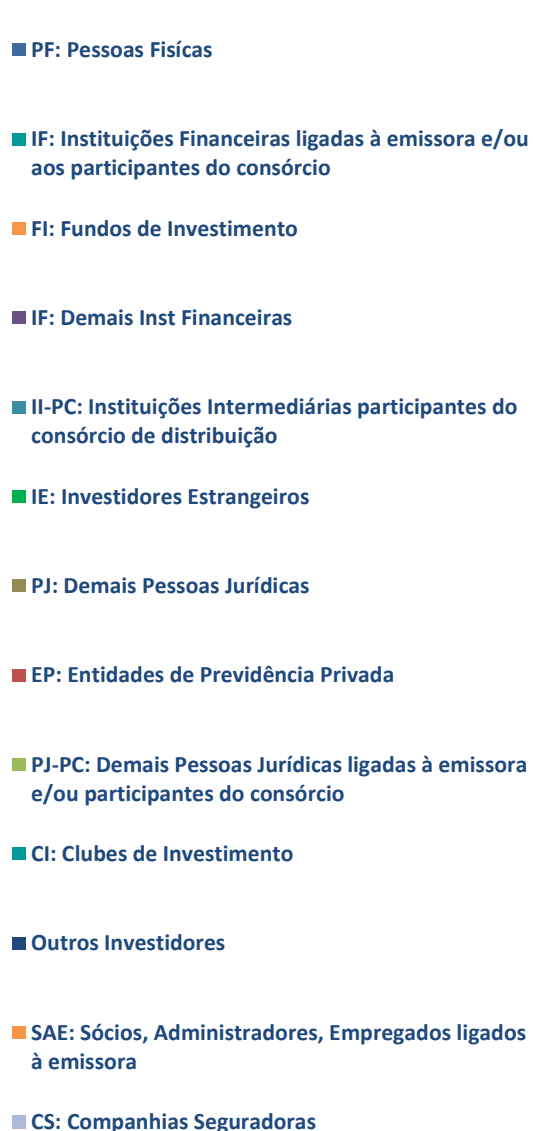 PF: Pessoas Fisícas
IF: Instituições Financeiras ligadas à emissora e/ou
aos participantes do consórcio
FI: Fundos de Investimento
IF: Demais Inst Financeiras
II-PC: Instituições Intermediárias participantes do
consórcio de distribuição
IE: Investidores Estrangeiros
PJ: Demais Pessoas Jurídicas
EP: Entidades de Previdência Privada
PJ-PC: Demais Pessoas Jurídicas ligadas à emissora
e/ou participantes do consórcio
CI: Clubes de Investimento
Outros Investidores
SAE: Sócios, Administradores, Empregados ligados
à emissora
CS: Companhias Seguradoras